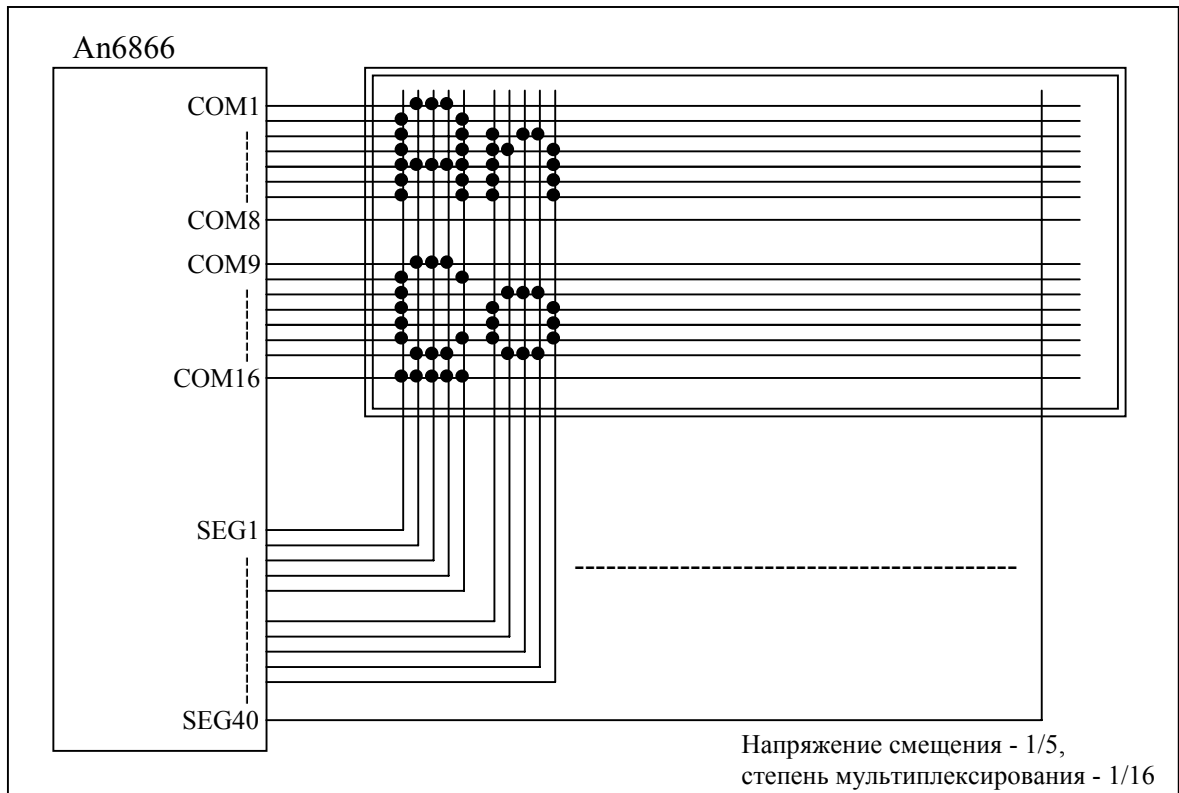 An6866
COM1
COM8
COM9
COM16
SEG1
SEG40
Напряжение смещения - 1/5,
степень мультиплексирования - 1/16